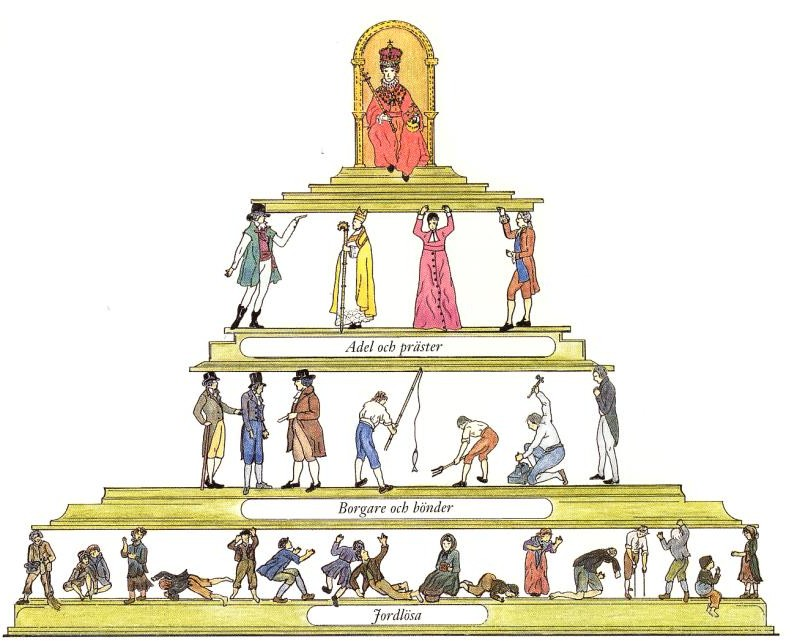 Adel och präster
Borgare och bönder
Jordlösa